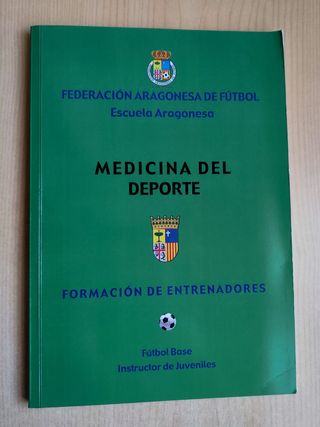 FEDERACIÓN ARAGONESA DE FÚTBOL
Escuela Aragonesa
MEDICINA DEL
DEPORTE
FORMACIÓN DE ENTRENADORES
Fútbol Base
Instructor de Juveniles